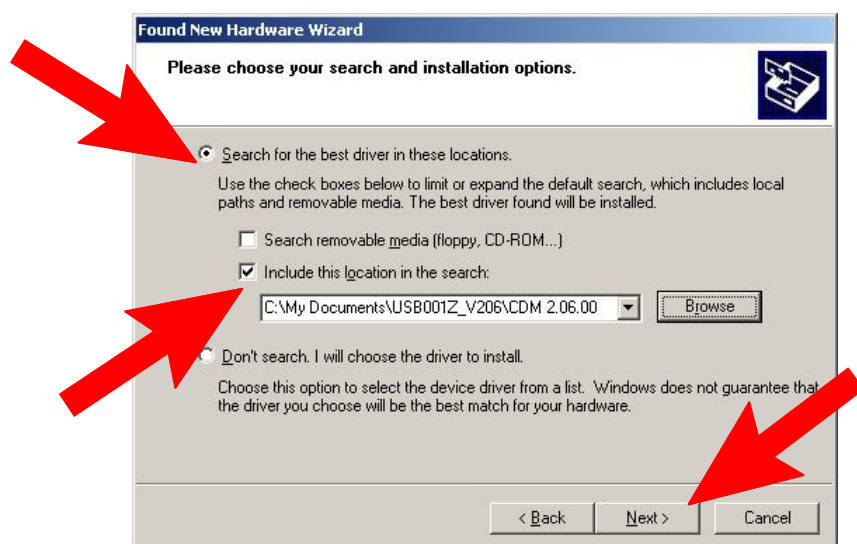 Found New Hardware Wizard
Please choose your search and installation options.
Search for the best driver in these locations.
Use the check boxes below to limit or expand the default search, which includes local
paths and removable media. The best driver found will be installed.
Search removable media (floppy, CD-ROM...)
Include this location in the search:
C:\My Documents\USB001Z_V206\CDM 2.06.00
Browse
Don't search. I will choose the driver to install.
Choose this option to select the device driver from a list. Windows does not guarantee that
the driver you choose will be the best match for your hardware.
< Back
Next >
Cancel